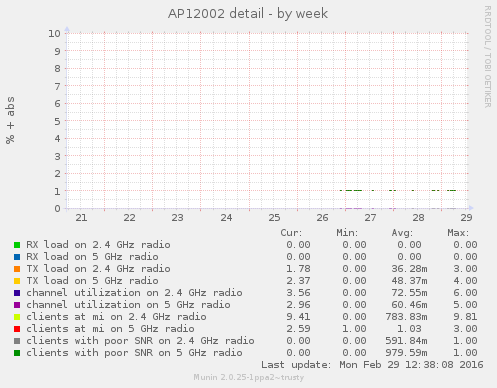 AP12002 detail - by week
RRDTOOL / TOBI OETIKER
% + abs
10
9
8
7
6
5
4
3
2
1
0
21 22 23 24 25 26 27 28 29
Cur: Min: Avg: Max:
RX load on 2.4 GHz radio 0.00 0.00 0.00 0.00
RX load on 5 GHz radio 0.00 0.00 0.00 0.00
TX load on 2.4 GHz radio 1.78 0.00 36.28m 3.00
TX load on 5 GHz radio 2.37 0.00 48.37m 4.00
channel utilization on 2.4 GHz radio 3.56 0.00 72.55m 6.00
channel utilization on 5 GHz radio 2.96 0.00 60.46m 5.00
clients at mi on 2.4 GHz radio 9.41 0.00 783.83m 9.81
clients at mi on 5 GHz radio 2.59 1.00 1.03 3.00
clients with poor SNR on 2.4 GHz radio 0.00 0.00 591.84m 1.00
clients with poor SNR on 5 GHz radio 0.00 0.00 979.59m 1.00
Last update: Mon Feb 29 12:38:08 2016
Munin 2.0.25-1ppa2~trusty